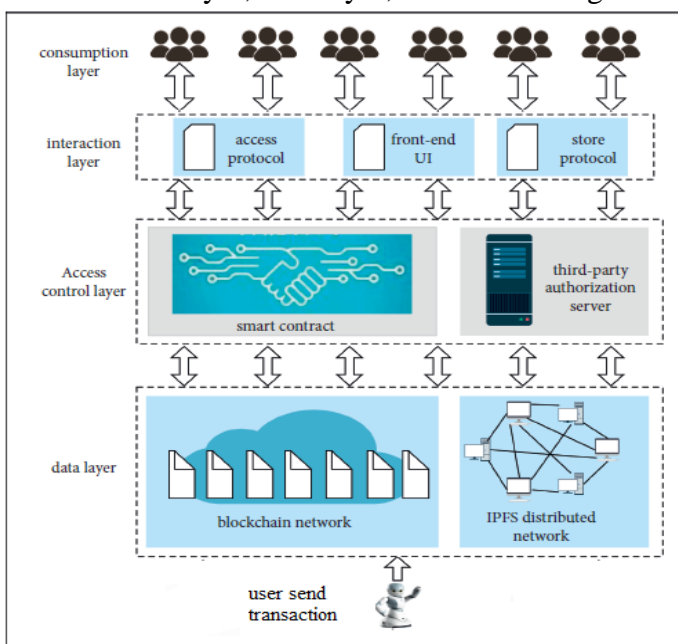 consumption
layer
interaction
layer
access
protocol
front-end
UI
store
protocol
Access
control layer
smart contract
third-party
authorization
server
data layer
blockchain network
IPFS distributed
network
user send
transaction